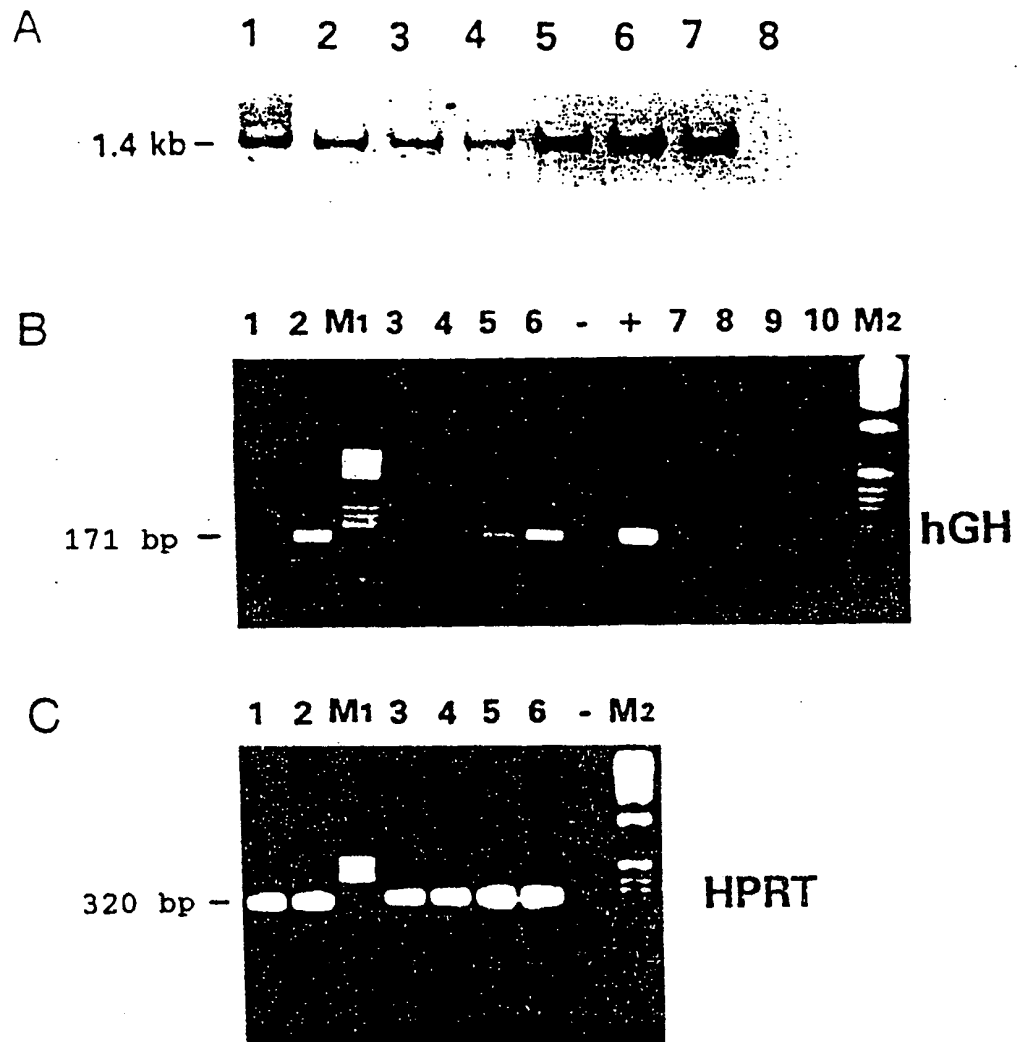 A
1 2 3 4 5 6 7 8
1.4 kb –
B
1 2 M1 3 4 5 6 - + 7 8 9 10 M2
171 bp –
hGH
C
1 2 M1 3 4 5 6 - M2
320 bp –
HPRT